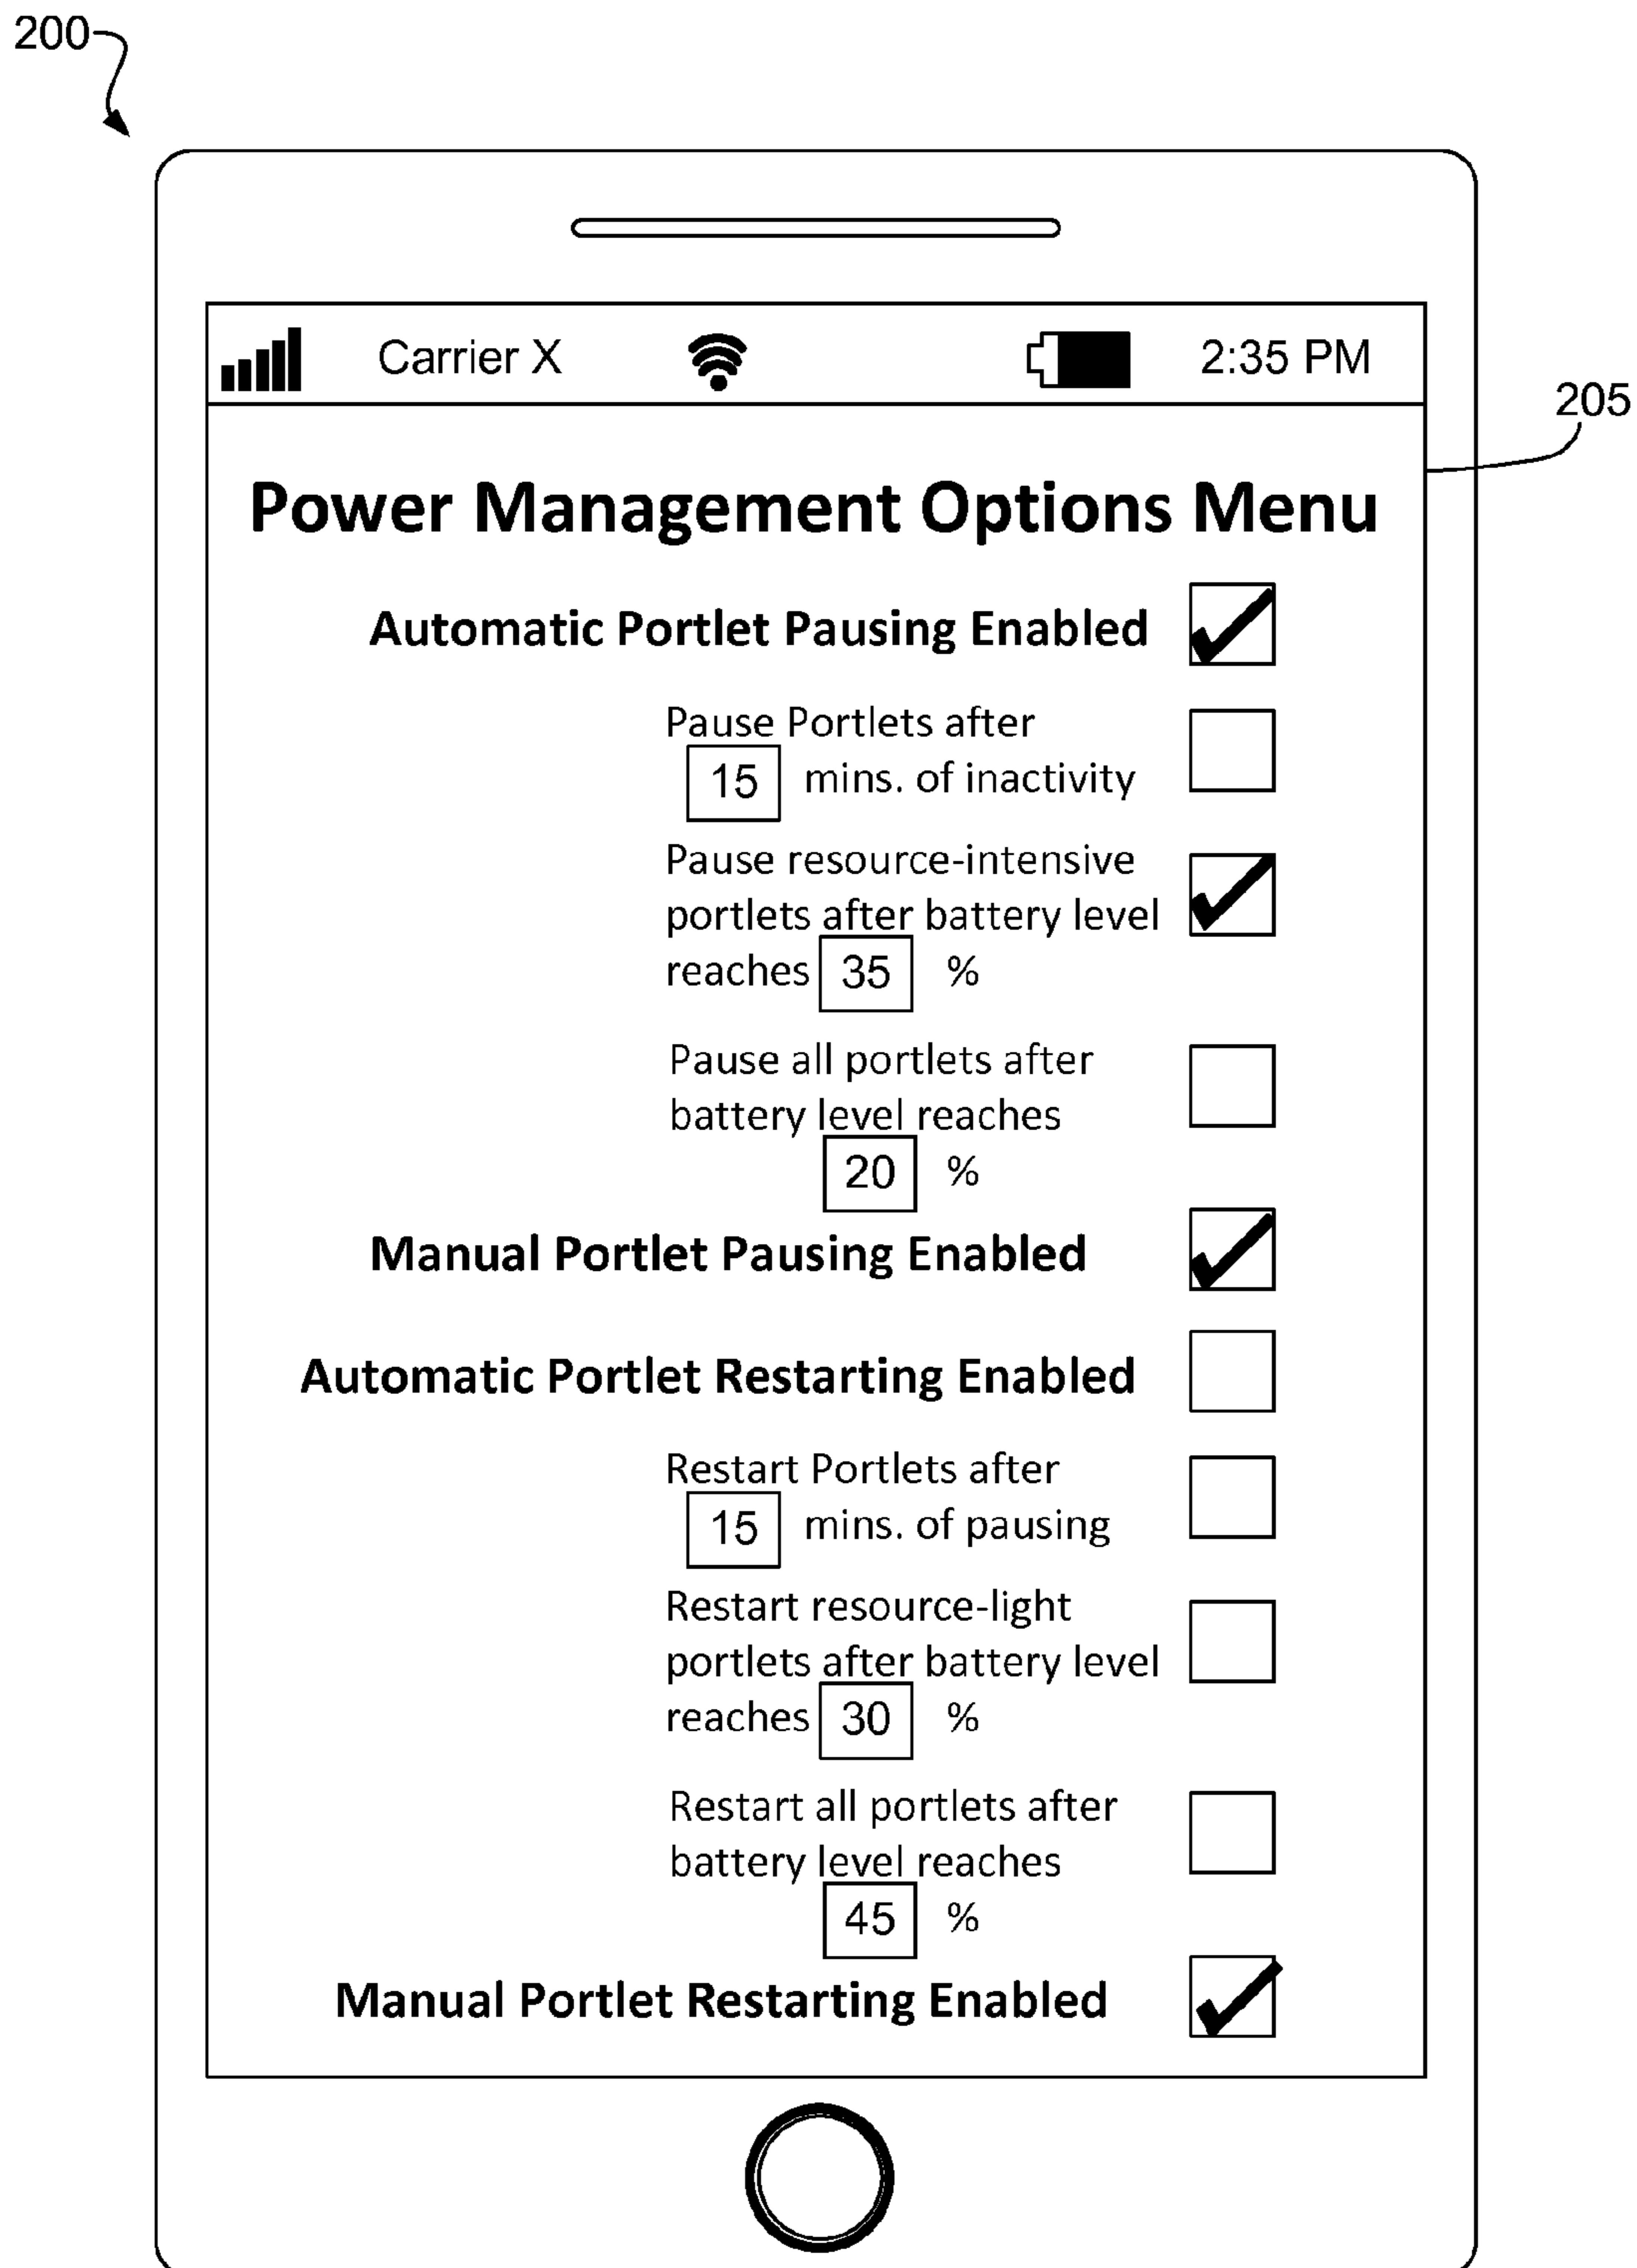 200
Carrier X 2:35 PM
205
Power Management Options Menu
Automatic Portlet Pausing Enabled
Pause Portlets after
15 mins. of inactivity
Pause resource-intensive
portlets after battery level
reaches 35 %
Pause all portlets after
battery level reaches
20 %
Manual Portlet Pausing Enabled
Automatic Portlet Restarting Enabled
Restart Portlets after
15 mins. of pausing
Restart resource-light
portlets after battery level
reaches 30 %
Restart all portlets after
battery level reaches
45 %
Manual Portlet Restarting Enabled